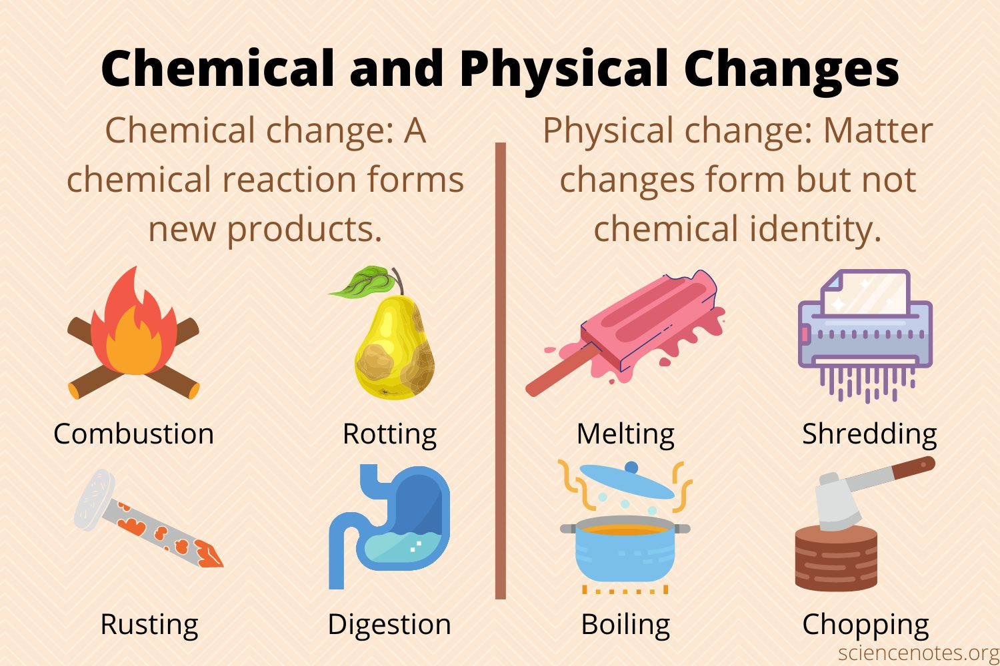 Chemical and Physical Changes
Chemical change: A
chemical reaction forms
new products.
Physical change: Matter
changes form but not
chemical identity.
Combustion
Rotting
Melting
Shredding
Rusting
Digestion
Boiling
Chopping
sciencenotes.org